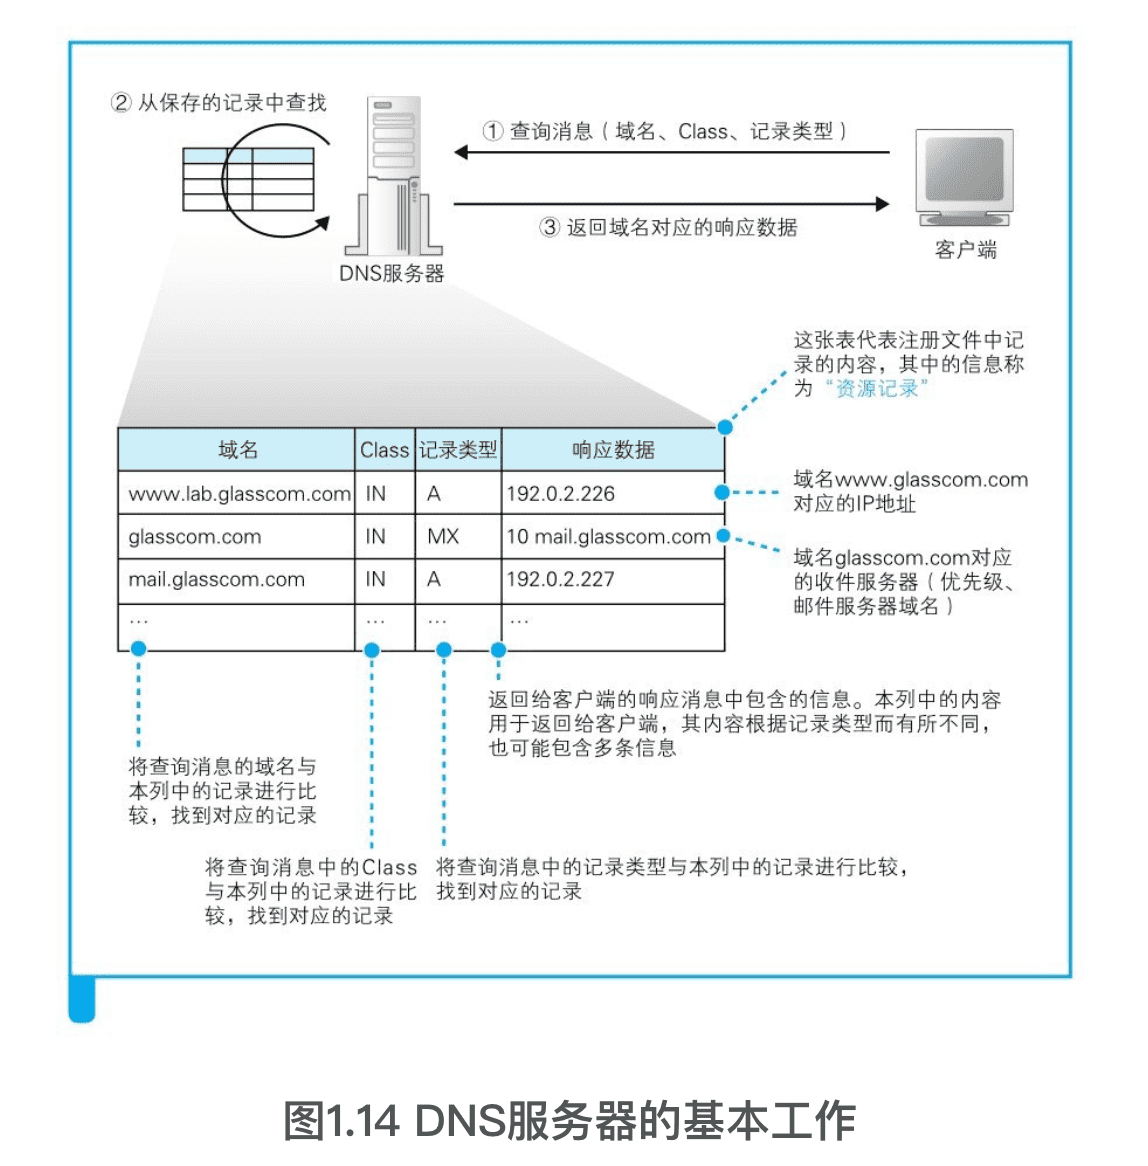 ② 从保存的记录中查找
① 查询消息（域名、Class、记录类型）
③ 返回域名对应的响应数据
DNS服务器
客户端
这张表代表注册文件中记
录的内容，其中的信息称
为“资源记录”
域名 Class 记录类型 响应数据
www.lab.glasscom.com IN A 192.0.2.226
glasscom.com IN MX 10 mail.glasscom.com
mail.glasscom.com IN A 192.0.2.227
… … … …
域名www.glasscom.com
对应的IP地址
域名glasscom.com对应
的收件服务器（优先级、
邮件服务器域名）
返回给客户端的响应消息中包含的信息。本列中的内容
用于返回给客户端，其内容根据记录类型而有所不同，
也可能包含多条信息
将查询消息的域名与
本列中的记录进行比
较，找到对应的记录
将查询消息中的Class
与本列中的记录进行比
较，找到对应的记录
将查询消息中的记录类型与本列中的记录进行比较，
找到对应的记录
图1.14 DNS服务器的基本工作